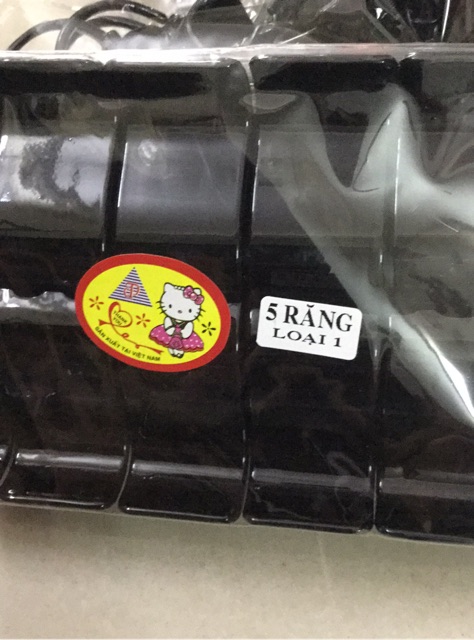 SẢN XUẤT TẠI VIỆT NAM
5 RĂNG
LOẠI 1